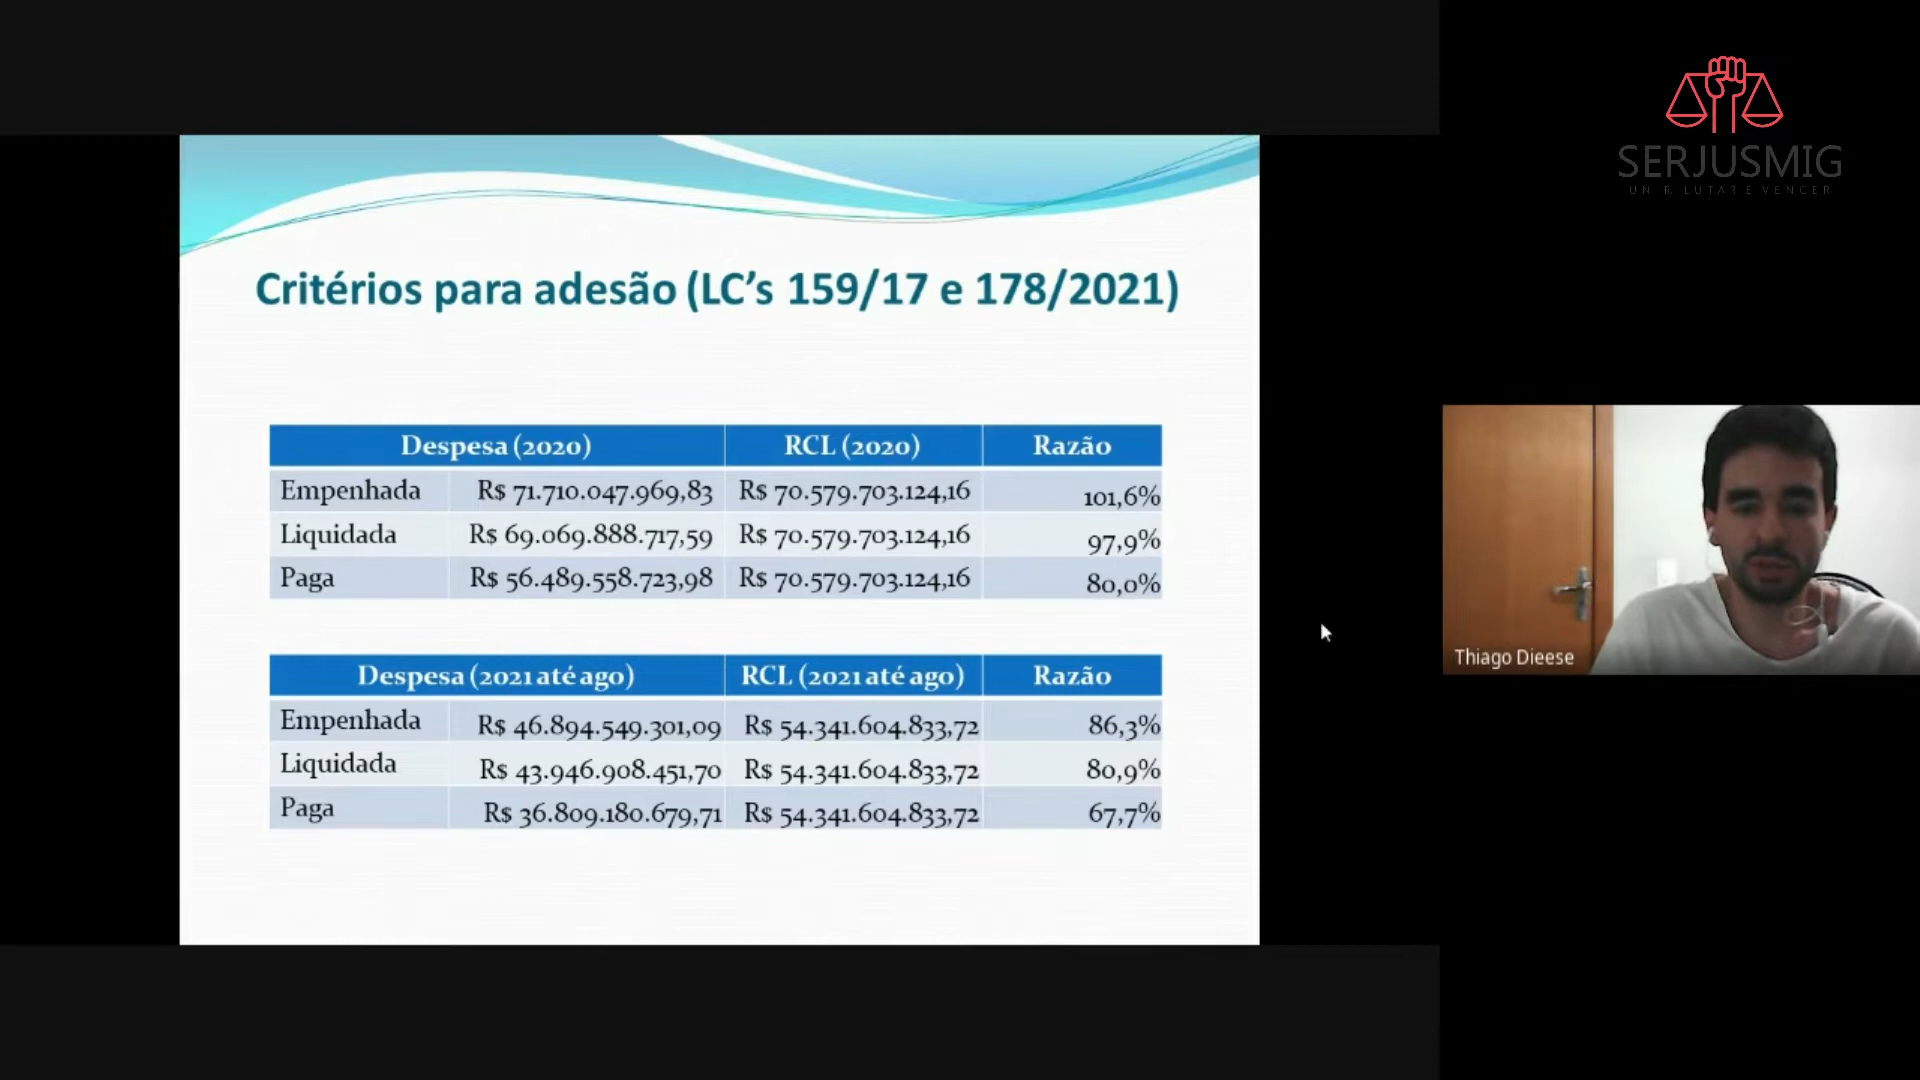 SERJUSMIG
UNIR, LUTAR E VENCER
Critérios para adesão (LC’s 159/17 e 178/2021)
Despesa (2020) RCL (2020) Razão
Empenhada R$ 71.710.047.969,83 R$ 70.579.703.124,16 101,6%
Liquidada R$ 69.069.888.717,59 R$ 70.579.703.124,16 97,9%
Paga R$ 56.489.558.723,98 R$ 70.579.703.124,16 80,0%
Despesa (2021 até ago) RCL (2021 até ago) Razão
Empenhada R$ 46.894.549.301,09 R$ 54.341.604.833,72 86,3%
Liquidada R$ 43.946.908.451,70 R$ 54.341.604.833,72 80,9%
Paga R$ 36.809.180.679,71 R$ 54.341.604.833,72 67,7%
Thiago Dieese